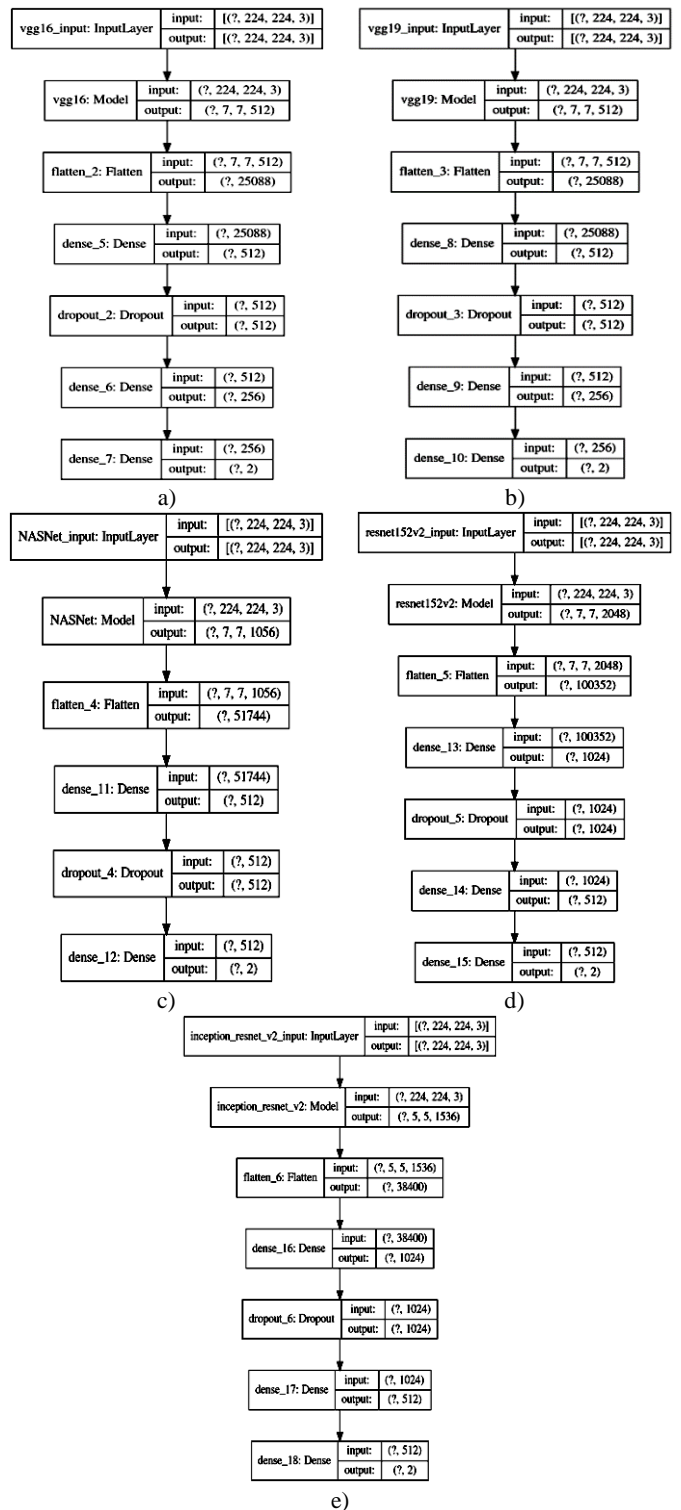 vgg16_input: InputLayer input: [(?, 224, 224, 3)]
output: [(?, 224, 224, 3)]
vgg16: Model input: (?, 224, 224, 3)
output: (?, 7, 7, 512)
flatten_2: Flatten input: (?, 7, 7, 512)
output: (?, 25088)
dense_5: Dense input: (?, 25088)
output: (?, 512)
dropout_2: Dropout input: (?, 512)
output: (?, 512)
dense_6: Dense input: (?, 512)
output: (?, 256)
dense_7: Dense input: (?, 256)
output: (?, 2)
a)
vgg19_input: InputLayer input: [(?, 224, 224, 3)]
output: [(?, 224, 224, 3)]
vgg19: Model input: (?, 224, 224, 3)
output: (?, 7, 7, 512)
flatten_3: Flatten input: (?, 7, 7, 512)
output: (?, 25088)
dense_8: Dense input: (?, 25088)
output: (?, 512)
dropout_3: Dropout input: (?, 512)
output: (?, 512)
dense_9: Dense input: (?, 512)
output: (?, 256)
dense_10: Dense input: (?, 256)
output: (?, 2)
b)
NASNet_input: InputLayer input: [(?, 224, 224, 3)]
output: [(?, 224, 224, 3)]
NASNet: Model input: (?, 224, 224, 3)
output: (?, 7, 7, 1056)
flatten_4: Flatten input: (?, 7, 7, 1056)
output: (?, 51744)
dense_11: Dense input: (?, 51744)
output: (?, 512)
dropout_4: Dropout input: (?, 512)
output: (?, 512)
dense_12: Dense input: (?, 512)
output: (?, 2)
c)
resnet152v2_input: InputLayer input: [(?, 224, 224, 3)]
output: [(?, 224, 224, 3)]
resnet152v2: Model input: (?, 224, 224, 3)
output: (?, 7, 7, 2048)
flatten_5: Flatten input: (?, 7, 7, 2048)
output: (?, 100352)
dense_13: Dense input: (?, 100352)
output: (?, 1024)
dropout_5: Dropout input: (?, 1024)
output: (?, 1024)
dense_14: Dense input: (?, 1024)
output: (?, 512)
dense_15: Dense input: (?, 512)
output: (?, 2)
d)
inception_resnet_v2_input: InputLayer input: [(?, 224, 224, 3)]
output: [(?, 224, 224, 3)]
inception_resnet_v2: Model input: (?, 224, 224, 3)
output: (?, 5, 5, 1536)
flatten_6: Flatten input: (?, 5, 5, 1536)
output: (?, 38400)
dense_16: Dense input: (?, 38400)
output: (?, 1024)
dropout_6: Dropout input: (?, 1024)
output: (?, 1024)
dense_17: Dense input: (?, 1024)
output: (?, 512)
dense_18: Dense input: (?, 512)
output: (?, 2)
e)